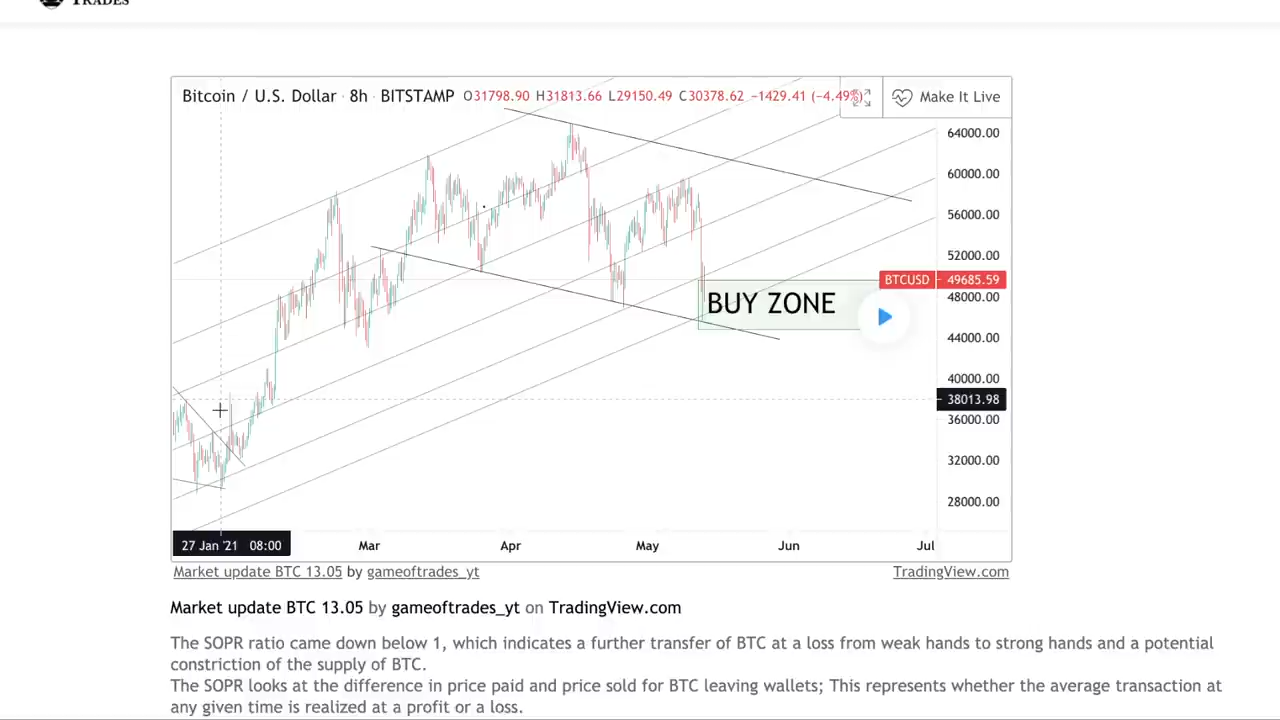 TRADES
Bitcoin / U.S. Dollar · 8h · BITSTAMP O31798.90 H31813.66 L29150.49 C30378.62 −1429.41 (−4.49%)
Make It Live
64000.00
60000.00
56000.00
52000.00
BTCUSD 49685.59
48000.00
BUY ZONE
44000.00
40000.00
38013.98
36000.00
32000.00
28000.00
27 Jan '21 08:00 Mar Apr May Jun Jul
Market update BTC 13.05 by gameoftrades_yt TradingView.com
Market update BTC 13.05 by gameoftrades_yt on TradingView.com
The SOPR ratio came down below 1, which indicates a further transfer of BTC at a loss from weak hands to strong hands and a potential
constriction of the supply of BTC.
The SOPR looks at the difference in price paid and price sold for BTC leaving wallets; This represents whether the average transaction at
any given time is realized at a profit or a loss.